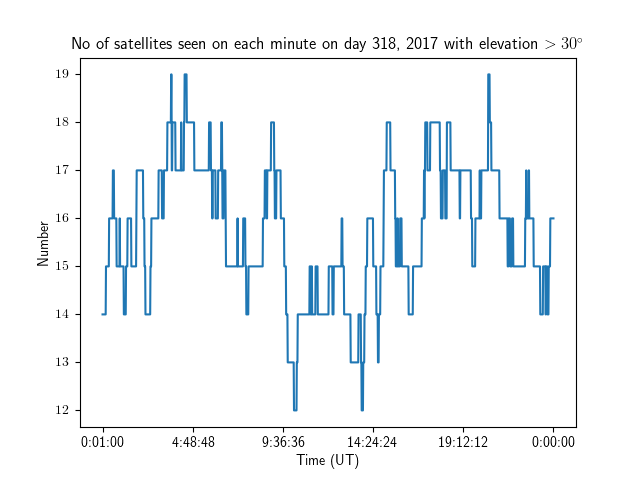 No of satellites seen on each minute on day 318, 2017 with elevation > 30°
19
18
17
16
15
14
13
12
Number
0:01:00 4:48:48 9:36:36 14:24:24 19:12:12 0:00:00
Time (UT)